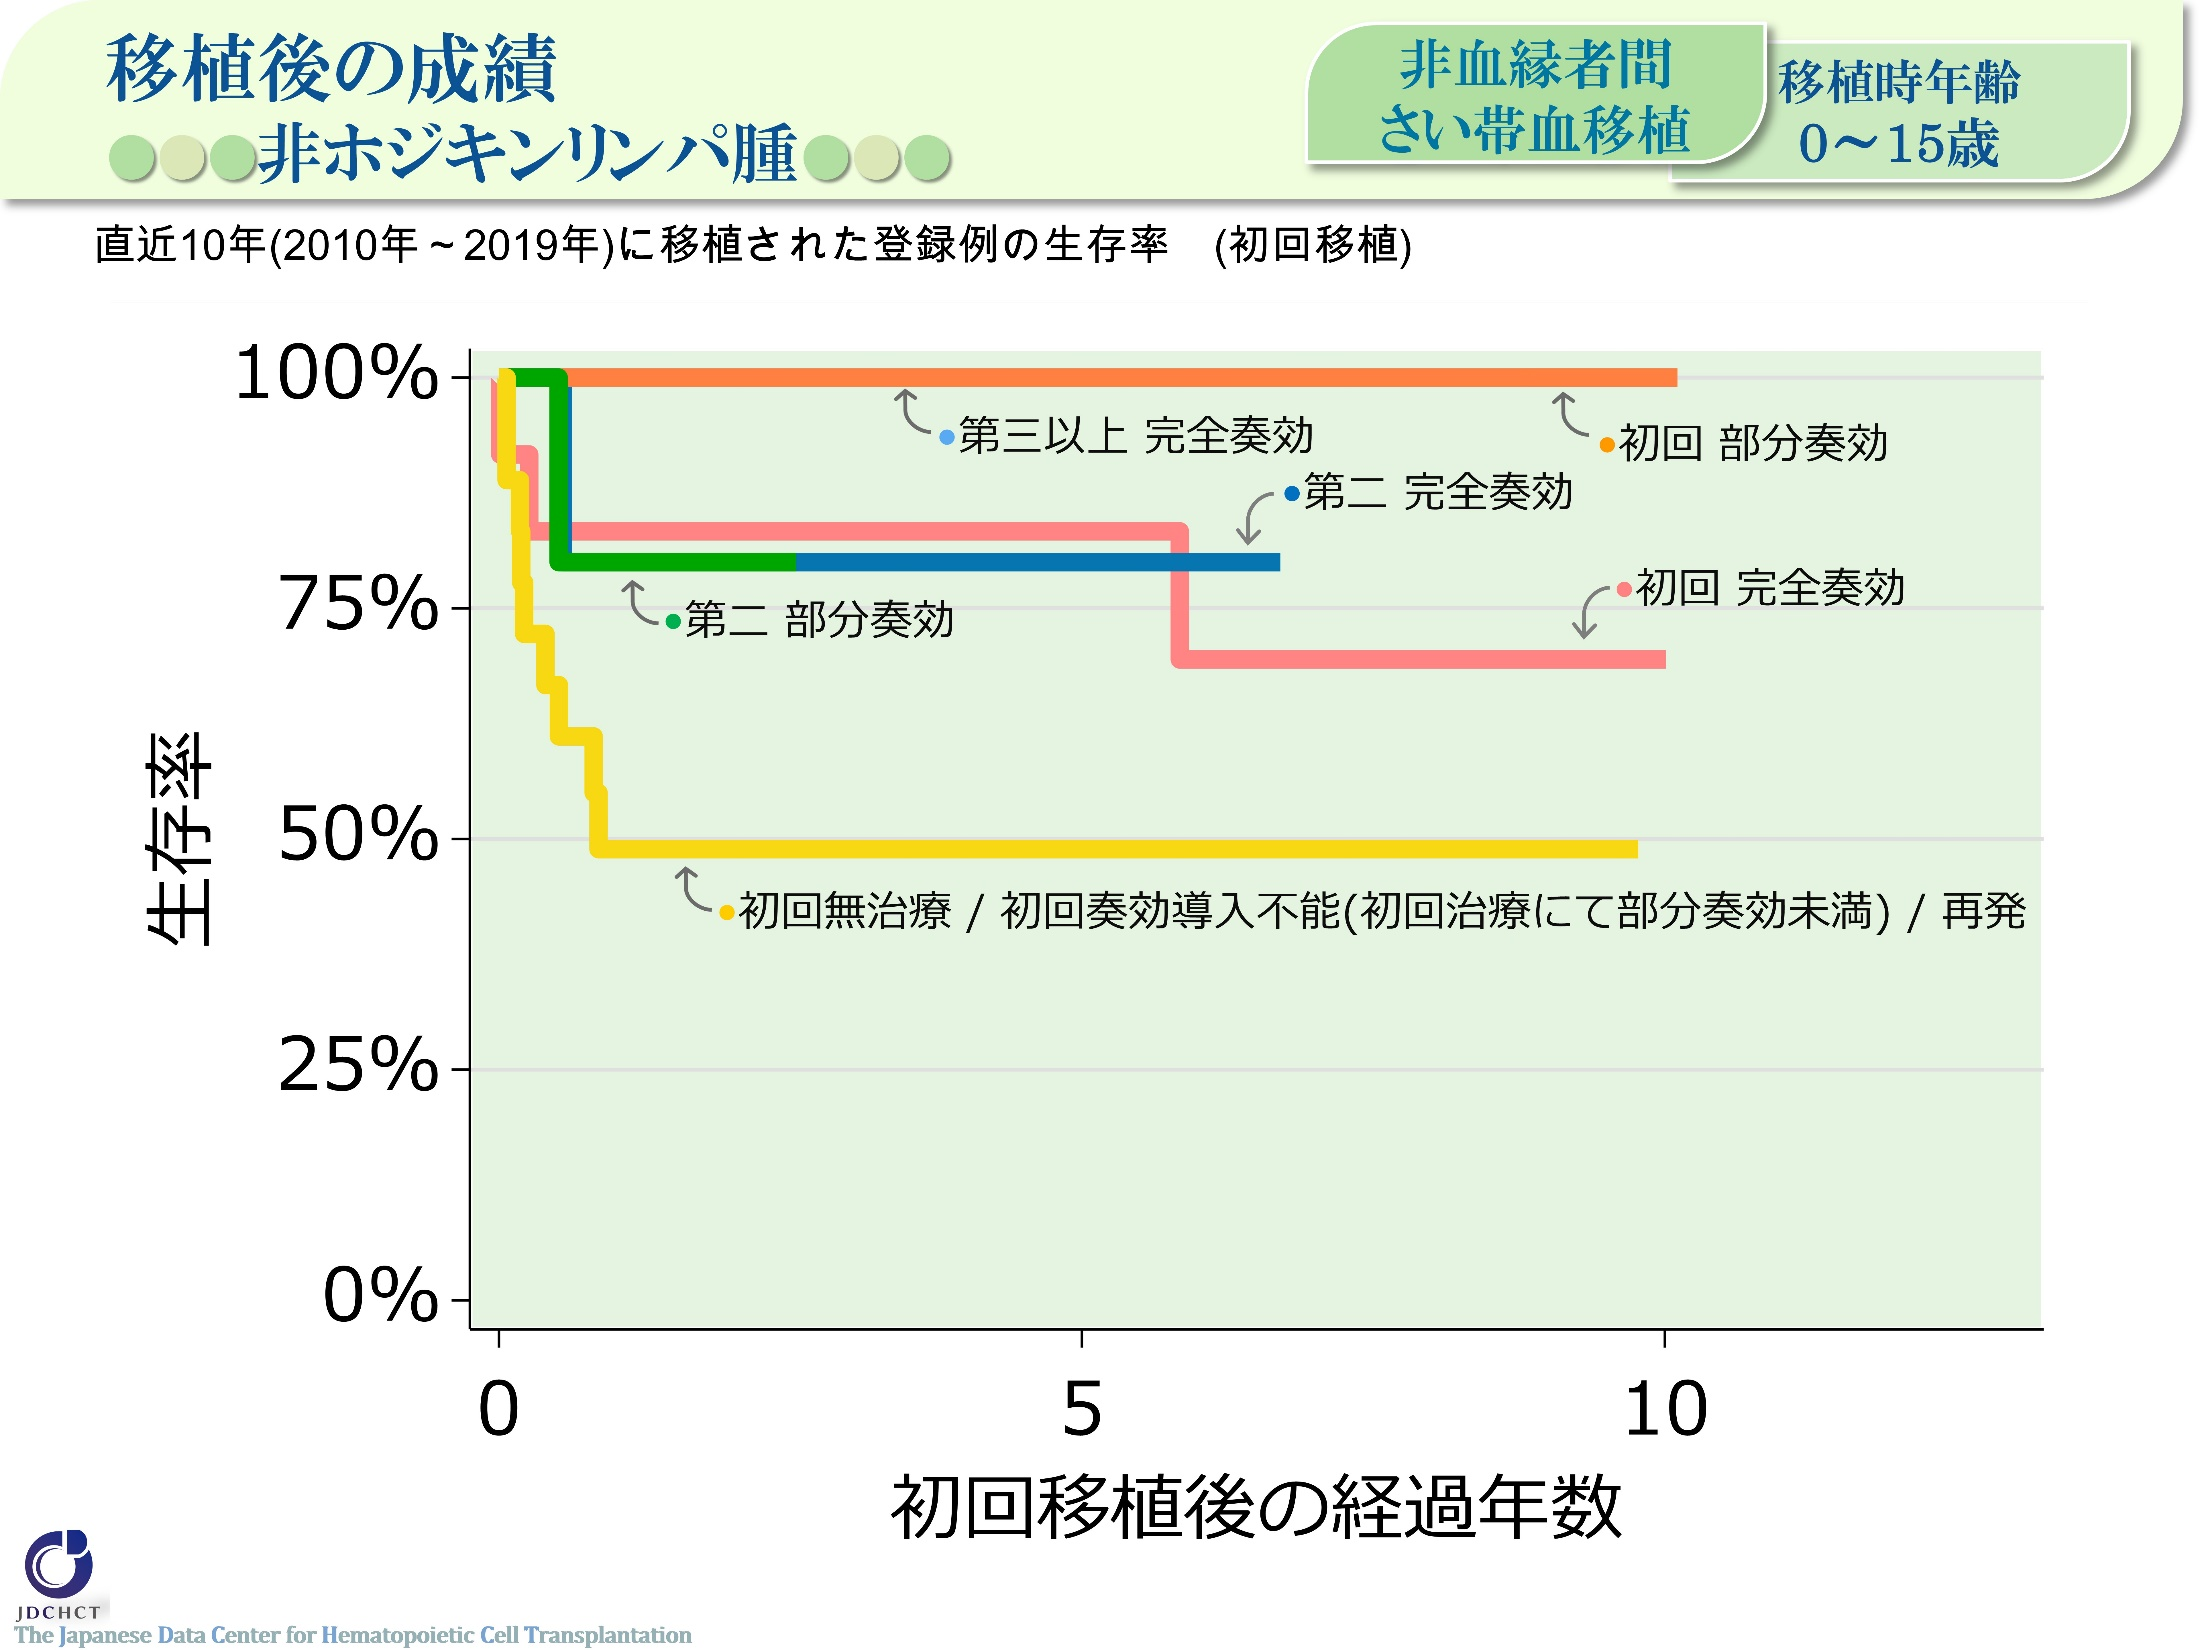 移植後の成績
非ホジキンリンパ腫
非血縁者間
さい帯血移植
移植時年齢
0～15歳
直近10年(2010年～2019年)に移植された登録例の生存率　(初回移植)
100%
75%
50%
25%
0%
生存率
第三以上 完全奏効
初回 部分奏効
第二 完全奏効
初回 完全奏効
第二 部分奏効
初回無治療 / 初回奏効導入不能(初回治療にて部分奏効未満) / 再発
0
5
10
初回移植後の経過年数
JDCHCT
The Japanese Data Center for Hematopoietic Cell Transplantation